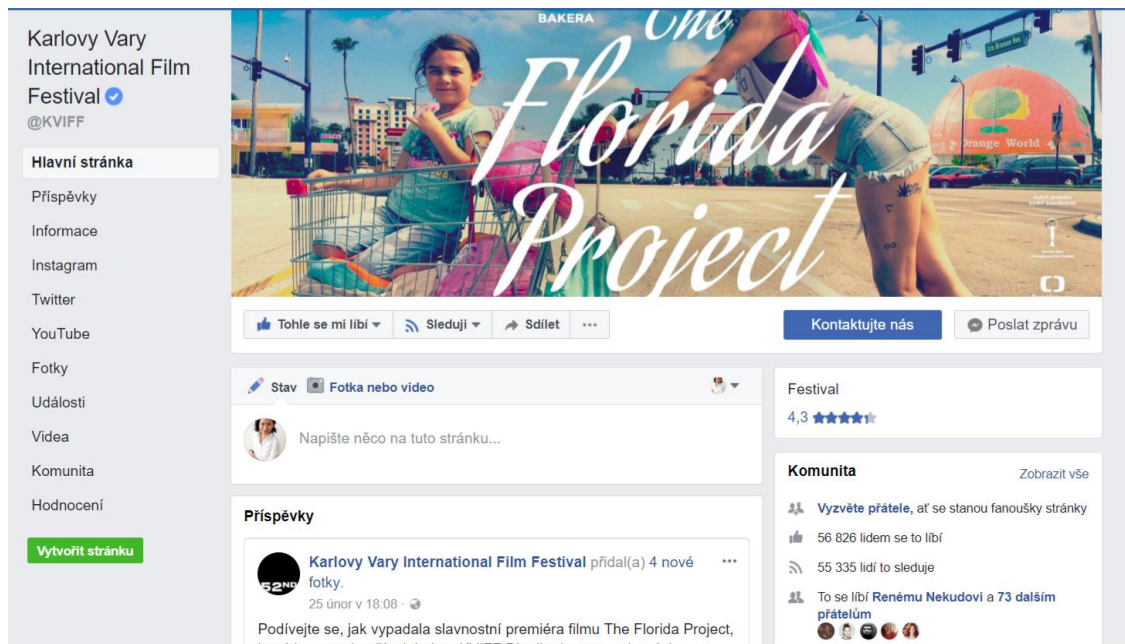 Karlovy Vary
International Film
Festival
@KVIFF
Hlavní stránka
Příspěvky
Informace
Instagram
Twitter
YouTube
Fotky
Události
Videa
Komunita
Hodnocení
Vytvořit stránku
BAKERA
The
Florida
Project
Orange World
Tohle se mi líbí
Sleduji
Sdílet
Kontaktujte nás
Poslat zprávu
Stav
Fotka nebo video
Napište něco na tuto stránku...
Příspěvky
52ND
Karlovy Vary International Film Festival přidal(a) 4 nové
fotky.
25 únor v 18:08 ·
Podívejte se, jak vypadala slavnostní premiéra filmu The Florida Project,
Festival
4,3
Komunita
Zobrazit vše
Vyzvěte přátele, ať se stanou fanoušky stránky
56 826 lidem se to líbí
55 335 lidí to sleduje
To se líbí Renému Nekudovi a 73 dalším
přátelům